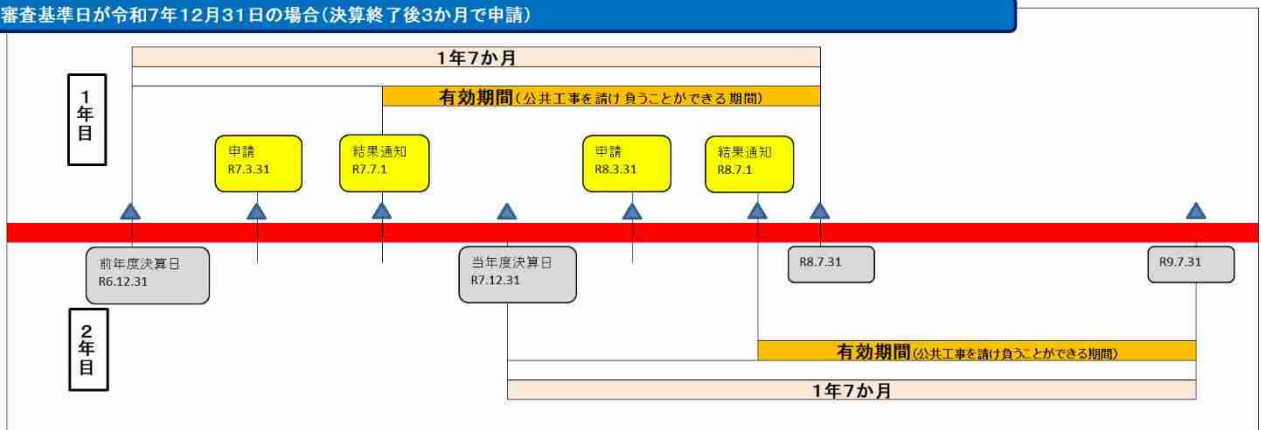 審査基準日が令和7年12月31日の場合(決算終了後3か月で申請)
1年7か月
1年目
有効期間(公共工事を請け負うことができる期間)
申請
R7.3.31
結果通知
R7.7.1
申請
R8.3.31
結果通知
R8.7.1
前年度決算日
R6.12.31
当年度決算日
R7.12.31
R8.7.31
R9.7.31
2年目
有効期間(公共工事を請け負うことができる期間)
1年7か月